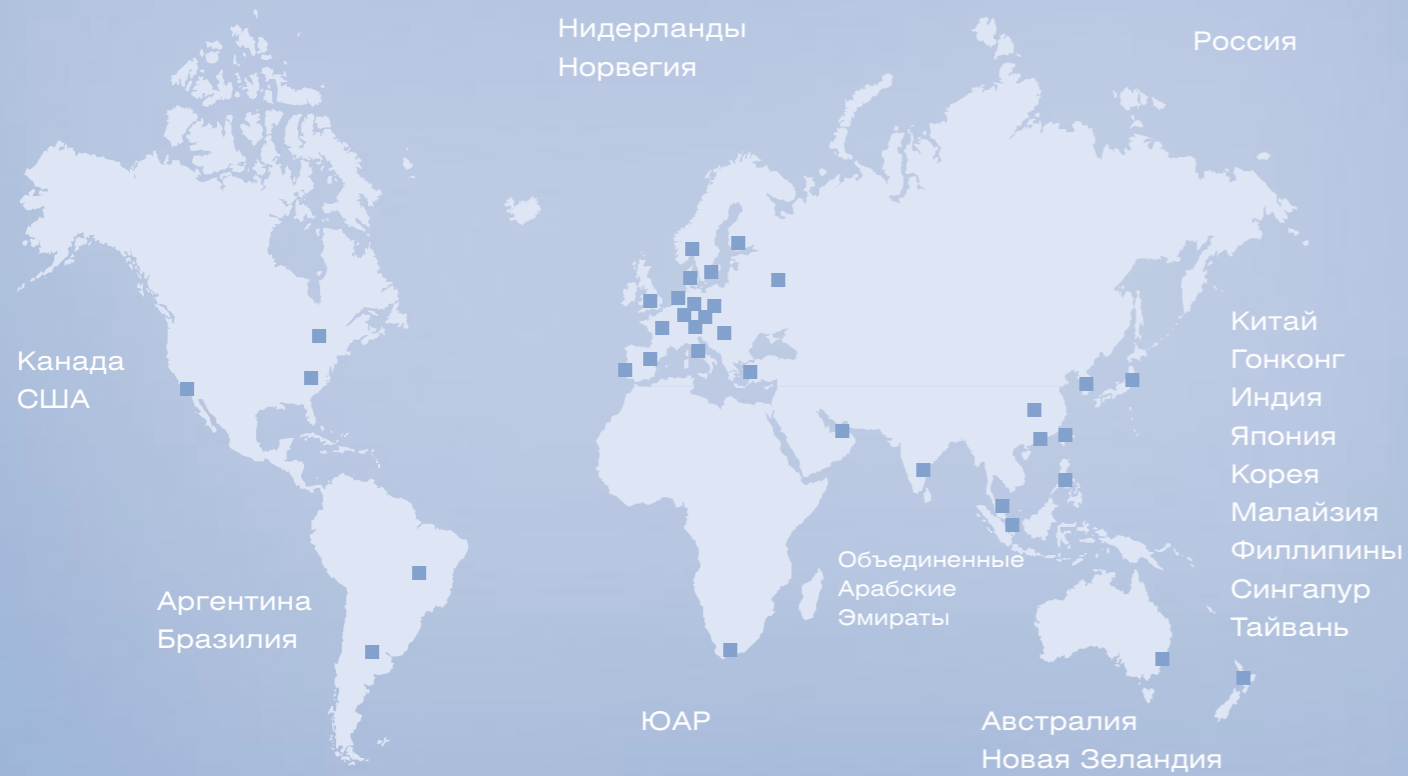 Нидерланды
Норвегия
Россия
Канада
США
Китай
Гонконг
Индия
Япония
Корея
Малайзия
Филлипины
Сингапур
Тайвань
Объединенные
Арабские
Эмираты
Аргентина
Бразилия
ЮАР
Австралия
Новая Зеландия